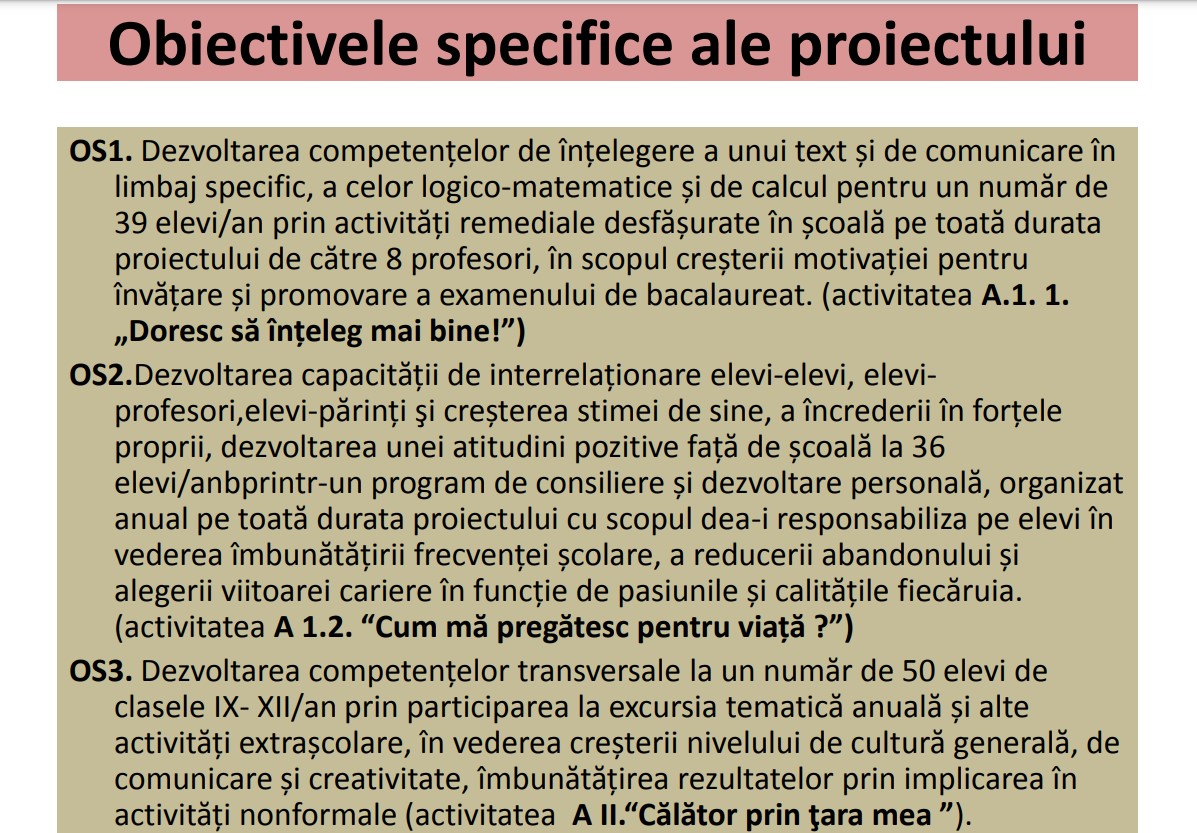 Obiectivele specifice ale proiectului
OS1. Dezvoltarea competențelor de înțelegere a unui text și de comunicare în
limbaj specific, a celor logico-matematice și de calcul pentru un număr de
39 elevi/an prin activități remediale desfășurate în școală pe toată durata
proiectului de către 8 profesori, în scopul creșterii motivației pentru
învățare și promovare a examenului de bacalaureat. (activitatea A.1. 1.
„Doresc să înțeleg mai bine!”)
OS2.Dezvoltarea capacității de interrelaționare elevi-elevi, elevi-
profesori,elevi-părinți şi creșterea stimei de sine, a încrederii în forțele
proprii, dezvoltarea unei atitudini pozitive față de școală la 36
elevi/anbprintr-un program de consiliere și dezvoltare personală, organizat
anual pe toată durata proiectului cu scopul dea-i responsabiliza pe elevi în
vederea îmbunătățirii frecvenței școlare, a reducerii abandonului și
alegerii viitoarei cariere în funcție de pasiunile și calitățile fiecăruia.
(activitatea A 1.2. “Cum mă pregătesc pentru viață ?”)
OS3. Dezvoltarea competențelor transversale la un număr de 50 elevi de
clasele IX- XII/an prin participarea la excursia tematică anuală și alte
activități extrașcolare, în vederea creșterii nivelului de cultură generală, de
comunicare și creativitate, îmbunătățirea rezultatelor prin implicarea în
activități nonformale (activitatea A II.“Călător prin ţara mea ”).